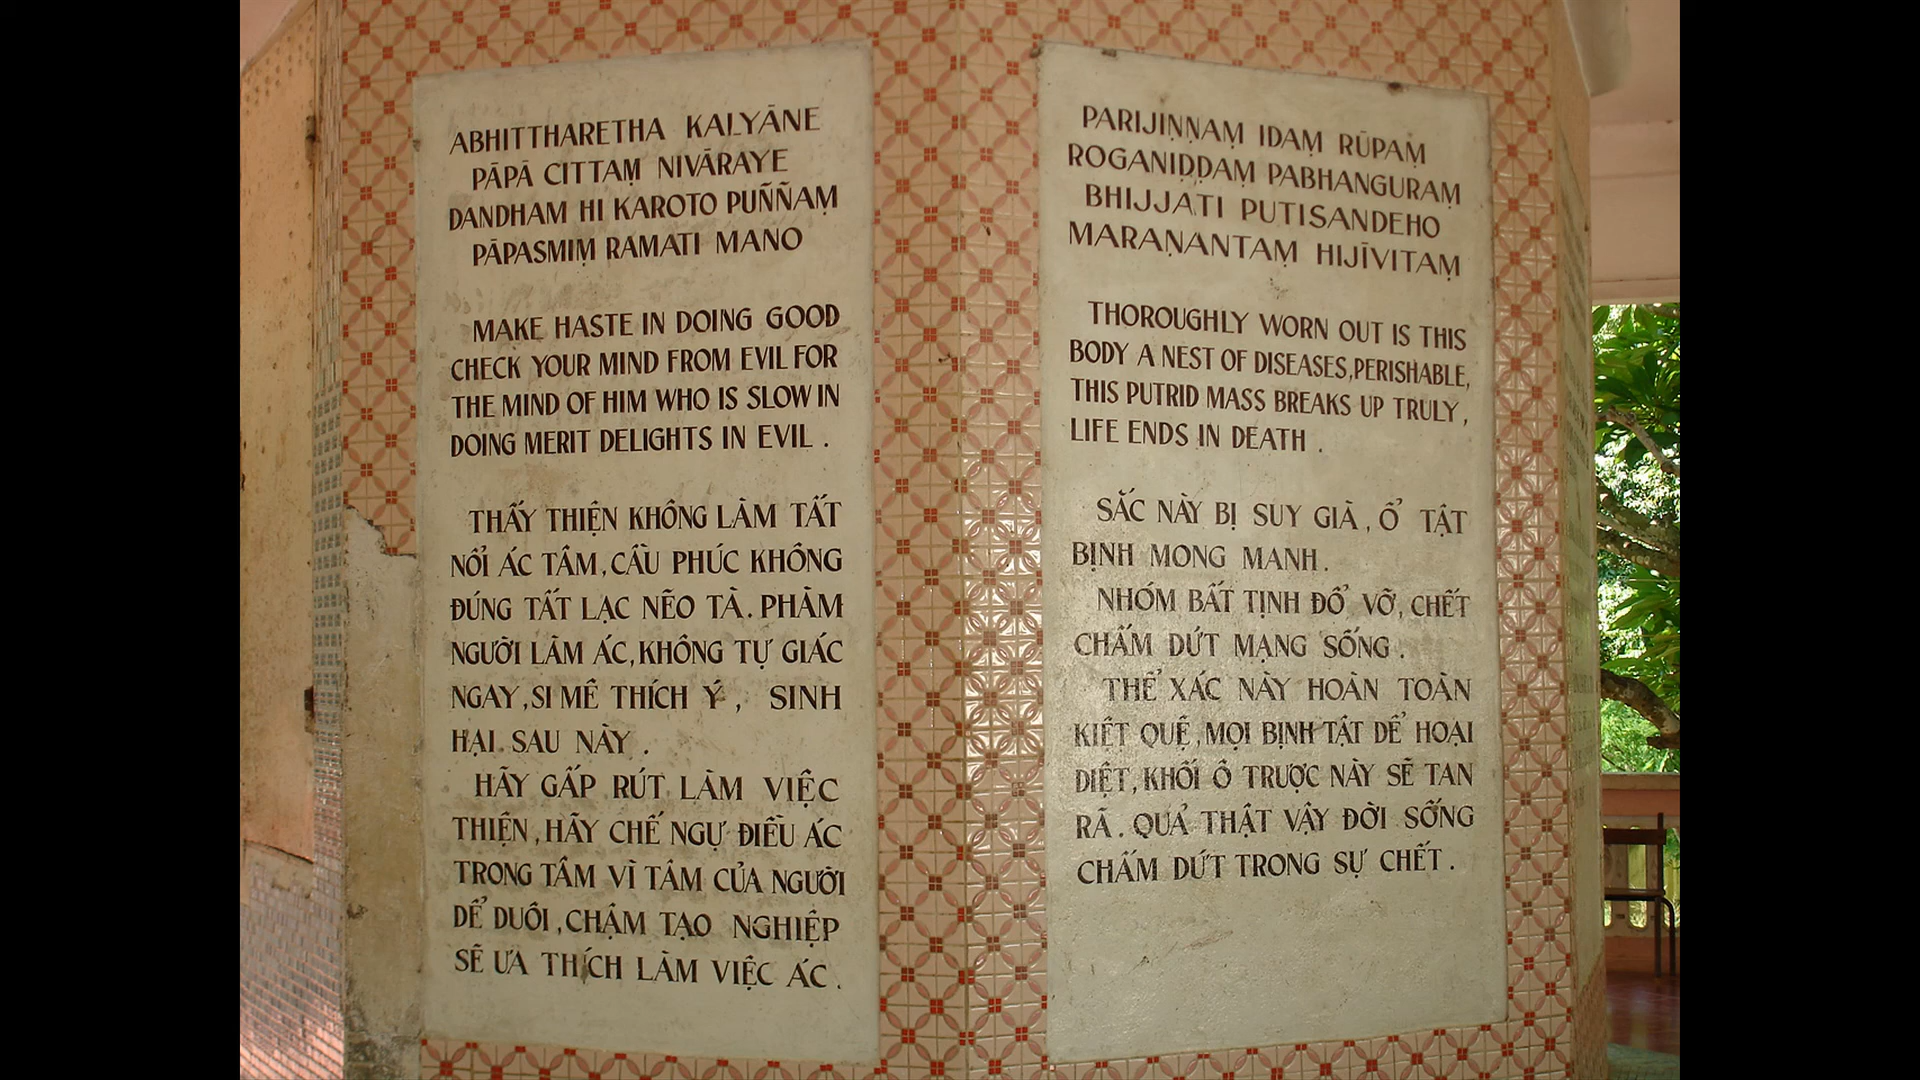 ABHITTHARETHA KALYĀNE
PĀPĀ CITTAṂ NIVĀRAYE
DANDHAM HI KAROTO PUÑÑAṂ
PĀPASMIṂ RAMATI MANO
MAKE HASTE IN DOING GOOD
CHECK YOUR MIND FROM EVIL FOR
THE MIND OF HIM WHO IS SLOW IN
DOING MERIT DELIGHTS IN EVIL .
THẤY THIỆN KHÔNG LÀM TẤT
NỔI ÁC TÂM, CẦU PHÚC KHÔNG
ĐÚNG TẤT LẠC NẼO TÀ. PHÀM
NGƯỜI LÀM ÁC, KHÔNG TỰ GIÁC
NGAY, SI MÊ THÍCH Ý , SINH
HẠI SAU NÀY .
HÃY GẤP RÚT LÀM VIỆC
THIỆN, HÃY CHẾ NGỰ ĐIỀU ÁC
TRONG TÂM VÌ TÂM CỦA NGƯỜI
DỂ DUÔI, CHẬM TẠO NGHIỆP
SẼ ƯA THÍCH LÀM VIỆC ÁC .
PARIJIṆṆAṂ IDAṂ RŪPAṂ
ROGANIḌḌAṂ PABHANGURAṂ
BHIJJATI PUTISANDEHO
MARAṆANTAṂ HIJĪVITAṂ
THOROUGHLY WORN OUT IS THIS
BODY A NEST OF DISEASES, PERISHABLE,
THIS PUTRID MASS BREAKS UP TRULY,
LIFE ENDS IN DEATH .
SẮC NÀY BỊ SUY GIÀ, Ổ TẬT
BỊNH MONG MANH.
NHÓM BẤT TỊNH ĐỔ VỠ, CHẾT
CHẤM DỨT MẠNG SỐNG .
THỂ XÁC NÀY HOÀN TOÀN
KIỆT QUỆ, MỌI BỊNH TẬT DỂ HOẠI
DIỆT, KHỐI Ô TRƯỢC NÀY SẼ TAN
RÃ . QUẢ THẬT VẬY ĐỜI SỐNG
CHẤM DỨT TRONG SỰ CHẾT .